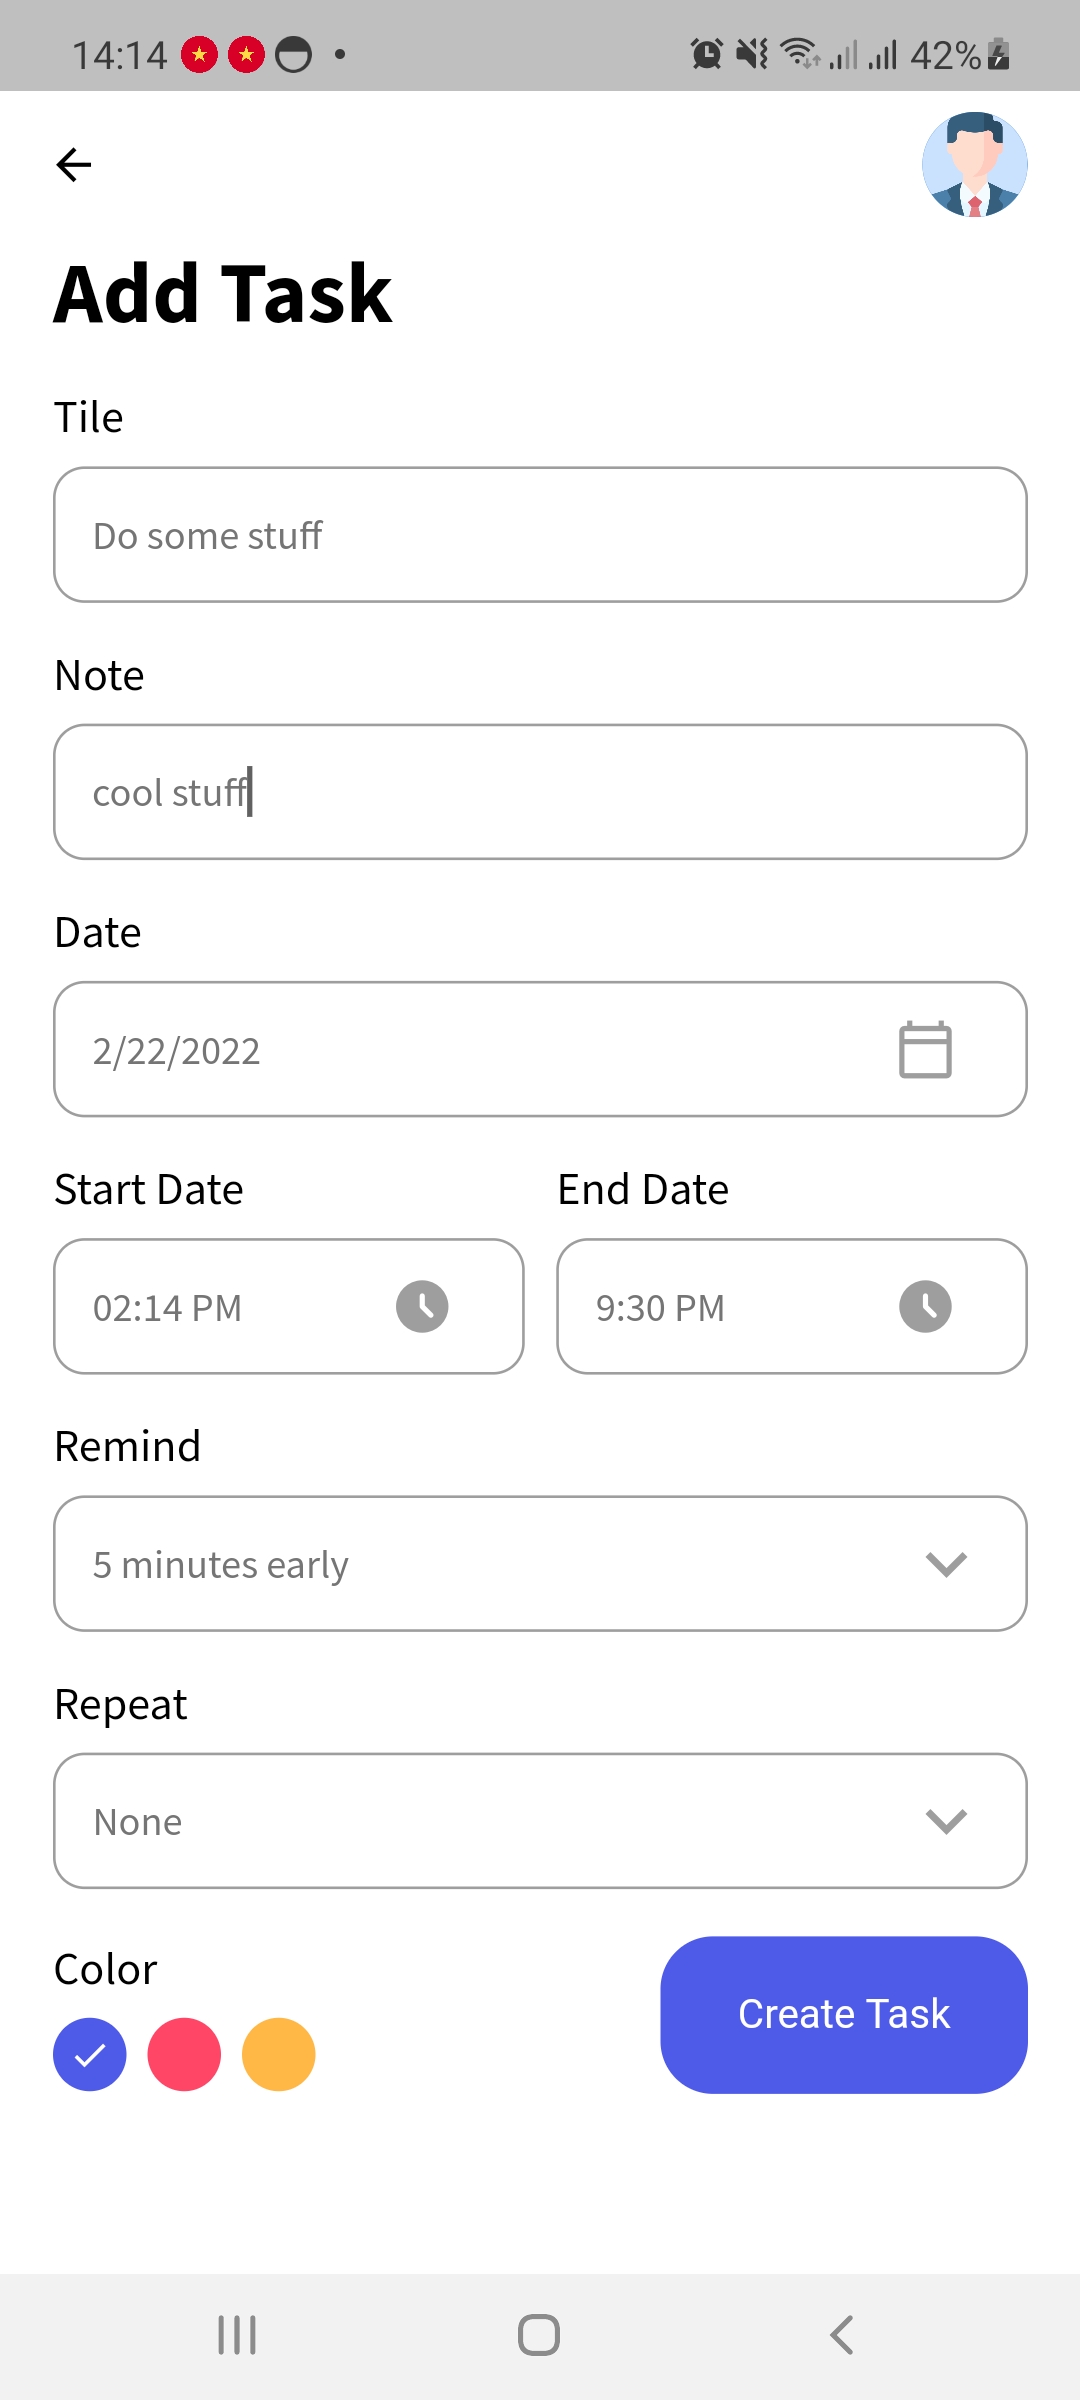 14:14
42%
Add Task
Tile
Do some stuff
Note
cool stuff
Date
2/22/2022
Start Date End Date
02:14 PM 9:30 PM
Remind
5 minutes early
Repeat
None
Color
Create Task